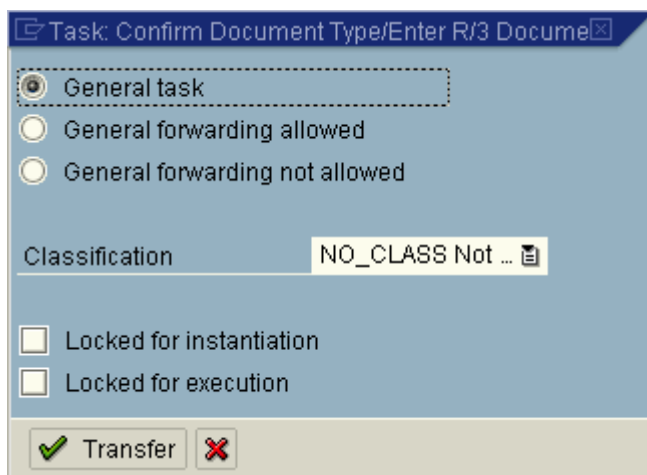 Task: Confirm Document Type/Enter R/3 Docume
General task
General forwarding allowed
General forwarding not allowed
Classification NO_CLASS Not ...
Locked for instantiation
Locked for execution
Transfer